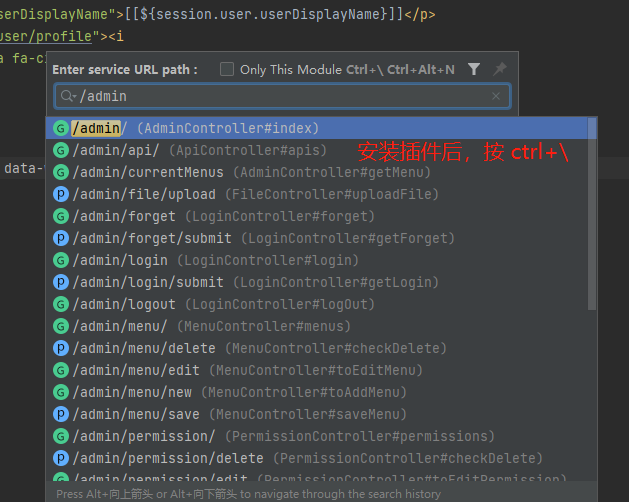 serDisplayName">[[${session.user.userDisplayName}]]</p>
user/profile"><i
a fa-ci
Enter service URL path : Only This Module Ctrl+\ Ctrl+Alt+N
/admin
G /admin/ (AdminController#index)
G /admin/api/ (ApiController#apis)
安装插件后，按 ctrl+\
data-
G /admin/currentMenus (AdminController#getMenu)
P /admin/file/upload (FileController#uploadFile)
G /admin/forget (LoginController#forget)
P /admin/forget/submit (LoginController#getForget)
G /admin/login (LoginController#login)
P /admin/login/submit (LoginController#getLogin)
G /admin/logout (LoginController#logOut)
G /admin/menu/ (MenuController#menus)
P /admin/menu/delete (MenuController#checkDelete)
G /admin/menu/edit (MenuController#toEditMenu)
G /admin/menu/new (MenuController#toAddMenu)
P /admin/menu/save (MenuController#saveMenu)
G /admin/permission/ (PermissionController#permissions)
P /admin/permission/delete (PermissionController#checkDelete)
G /admin/permission/edit (PermissionController#toEditPermission)
Press Alt+向上箭头 or Alt+向下箭头 to navigate through the search history